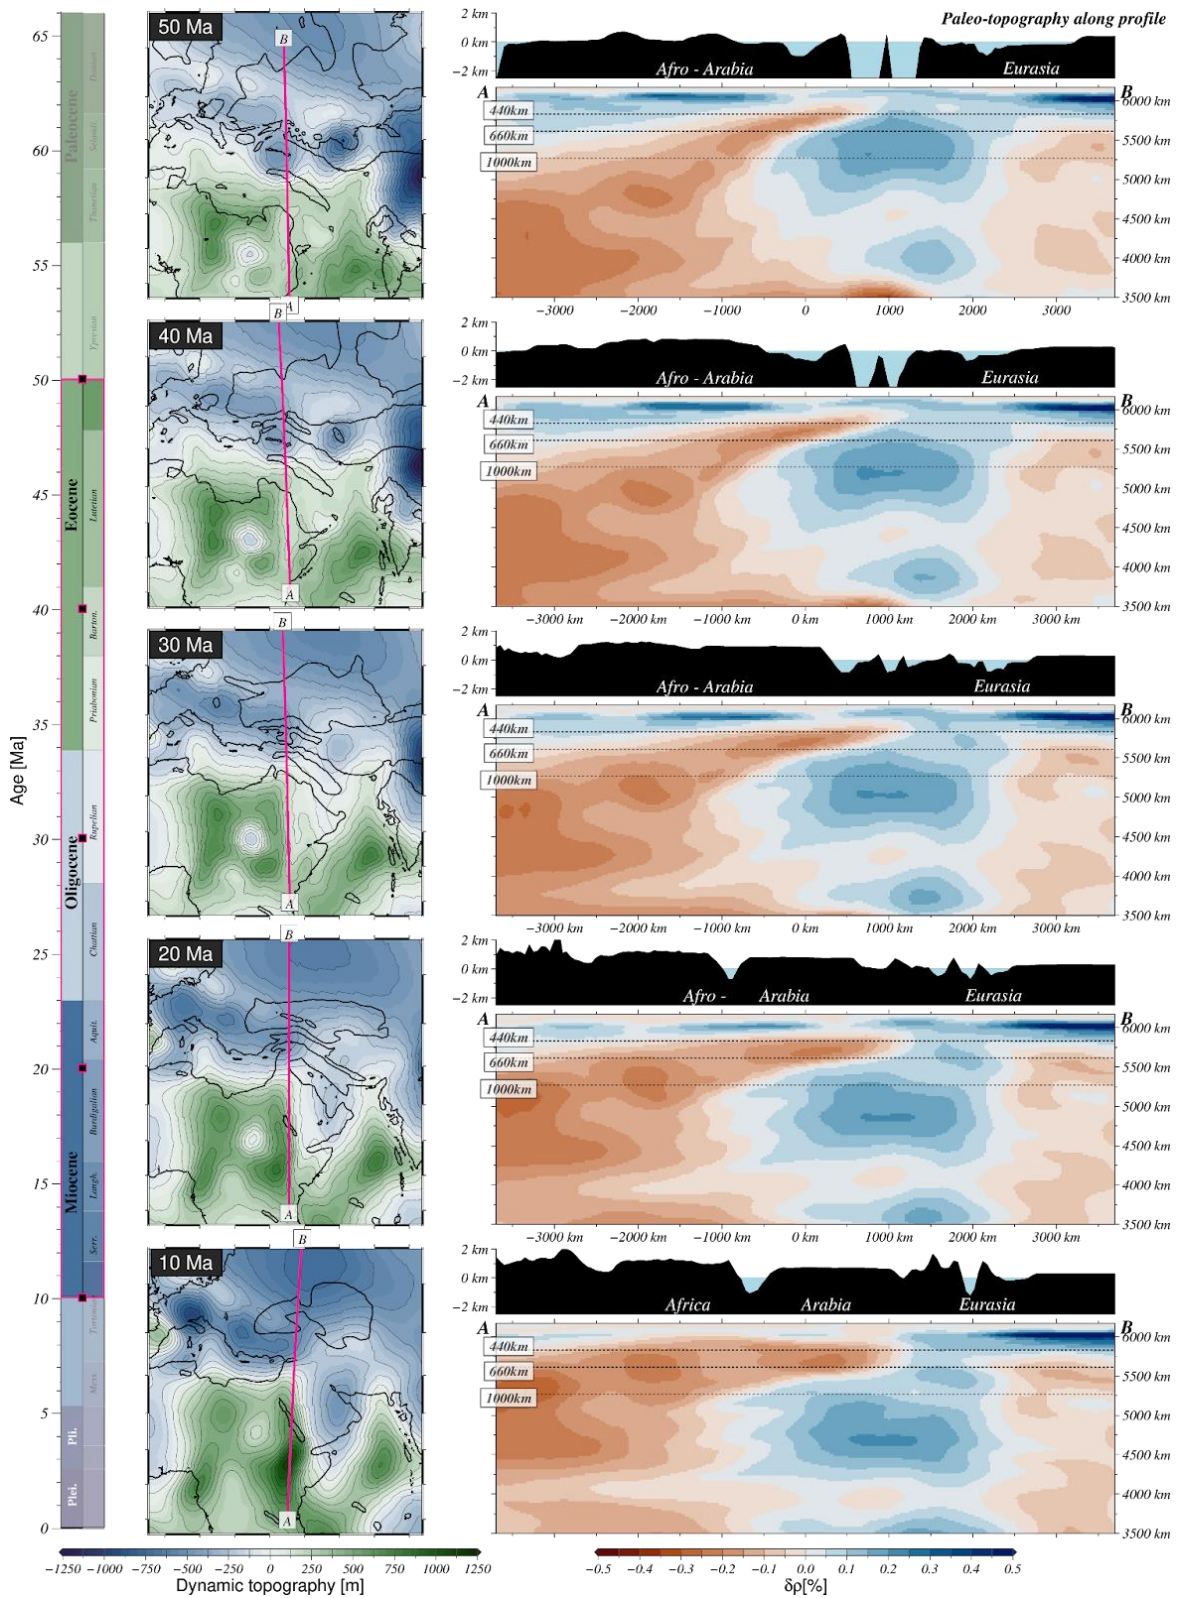 Paleo-topography along profile
Age [Ma]
65
60
55
50
45
40
35
30
25
20
15
10
5
0
Paleocene
Eocene
Oligocene
Miocene
Pli.
Plei.
Danian
Selandi.
Thanetian
Ypresian
Lutetian
Barton.
Priabonian
Rupelian
Chattian
Aquit.
Burdigalian
Langh.
Serr.
Tortonian
Mess.
50 Ma
B
A
2 km
0 km
−2 km
Afro - Arabia
Eurasia
A
B
440km
660km
1000km
6000 km
5500 km
5000 km
4500 km
4000 km
3500 km
−3000
−2000
−1000
0
1000
2000
3000
40 Ma
B
A
2 km
0 km
−2 km
Afro - Arabia
Eurasia
A
B
440km
660km
1000km
6000 km
5500 km
5000 km
4500 km
4000 km
3500 km
−3000 km
−2000 km
−1000 km
0 km
1000 km
2000 km
3000 km
30 Ma
B
A
2 km
0 km
−2 km
Afro - Arabia
Eurasia
A
B
440km
660km
1000km
6000 km
5500 km
5000 km
4500 km
4000 km
3500 km
−3000 km
−2000 km
−1000 km
0 km
1000 km
2000 km
3000 km
20 Ma
B
A
2 km
0 km
−2 km
Afro - Arabia
Eurasia
A
B
440km
660km
1000km
6000 km
5500 km
5000 km
4500 km
4000 km
3500 km
−3000 km
−2000 km
−1000 km
0 km
1000 km
2000 km
3000 km
10 Ma
B
A
2 km
0 km
−2 km
Africa
Arabia
Eurasia
A
B
440km
660km
1000km
6000 km
5500 km
5000 km
4500 km
4000 km
3500 km
−1250 −1000 −750 −500 −250 0 250 500 750 1000 1250
Dynamic topography [m]
−0.5 −0.4 −0.3 −0.2 −0.1 0.0 0.1 0.2 0.3 0.4 0.5
δρ[%]